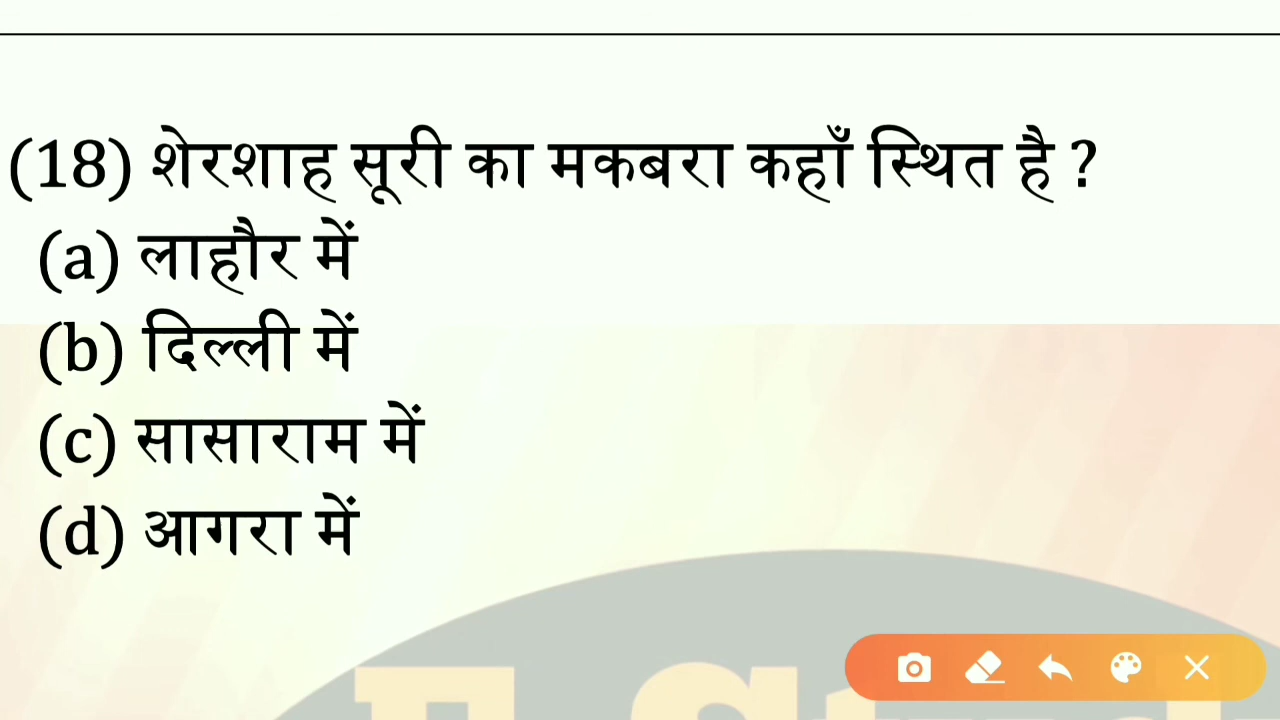 (18) शेरशाह सूरी का मकबरा कहाँ स्थित है ?
(a) लाहौर में
(b) दिल्ली में
(c) सासाराम में
(d) आगरा में